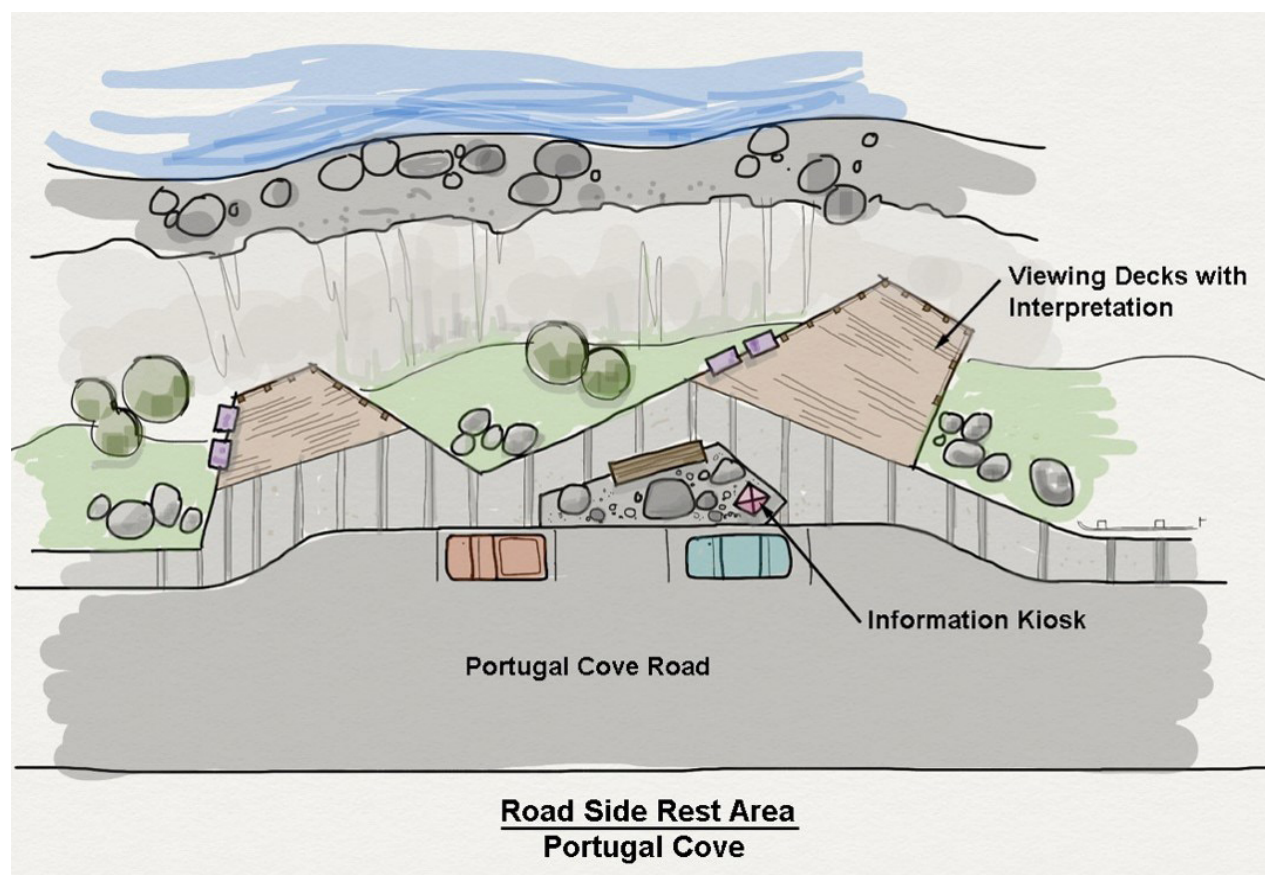 Viewing Decks with
Interpretation
Information Kiosk
Portugal Cove Road
Road Side Rest Area
Portugal Cove